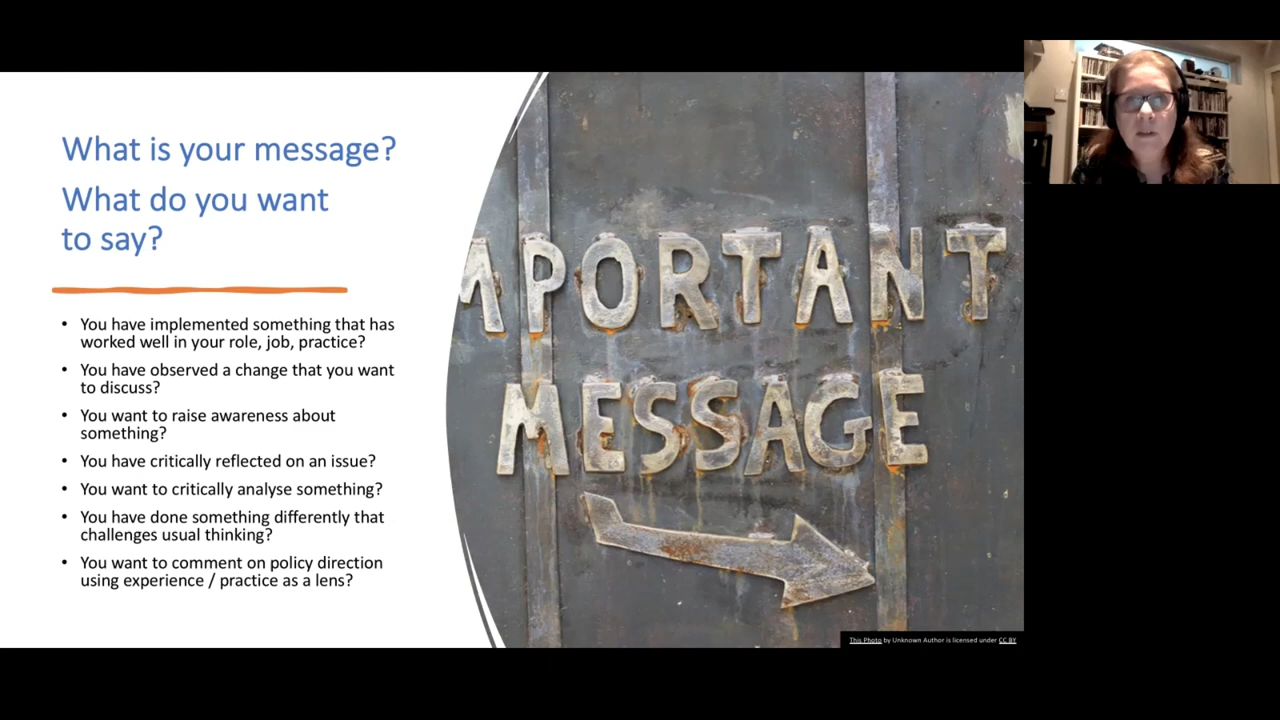 What is your message?
What do you want
to say?
• You have implemented something that has
worked well in your role, job, practice?
• You have observed a change that you want
to discuss?
• You want to raise awareness about
something?
• You have critically reflected on an issue?
• You want to critically analyse something?
• You have done something differently that
challenges usual thinking?
• You want to comment on policy direction
using experience / practice as a lens?
MPORTANT
MESSAGE
This Photo by Unknown Author is licensed under CC BY